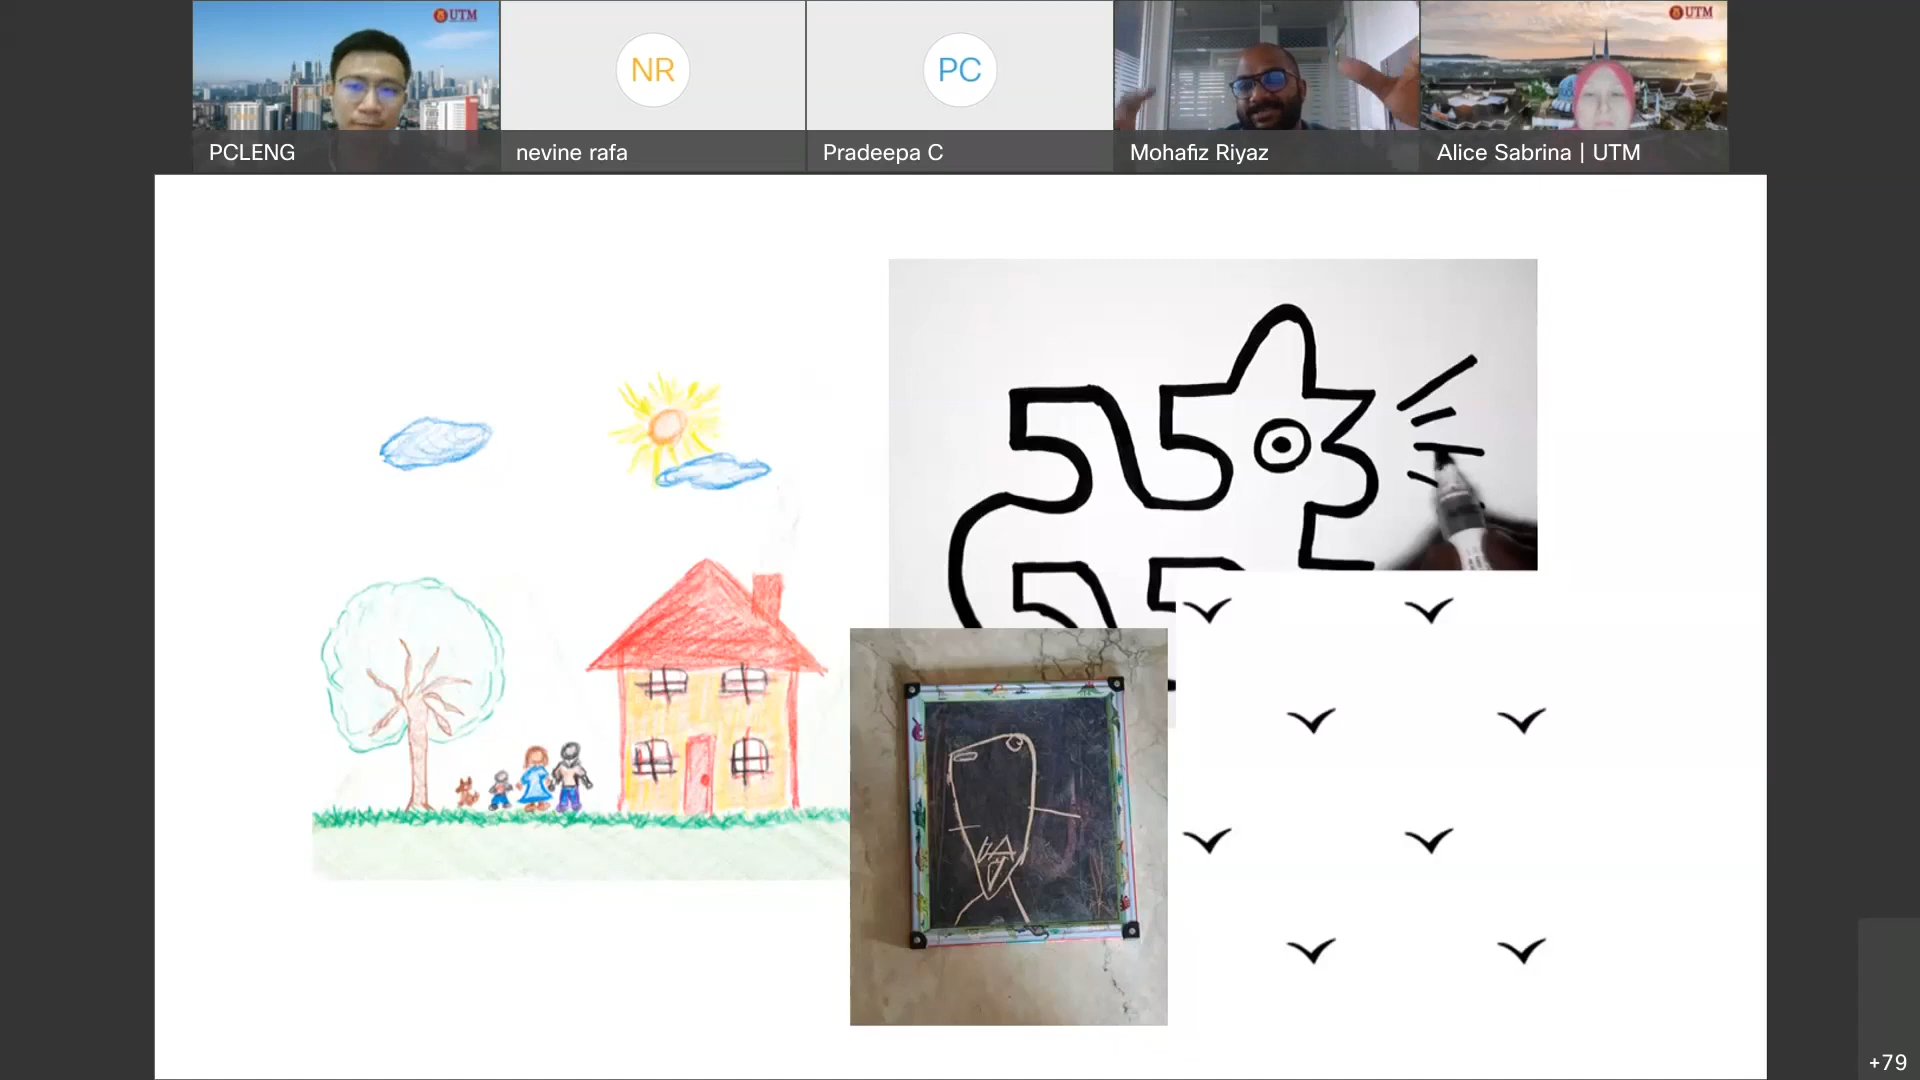 UTM
UTM
NR
PC
PCLENG
nevine rafa
Pradeepa C
Mohafiz Riyaz
Alice Sabrina | UTM
+79